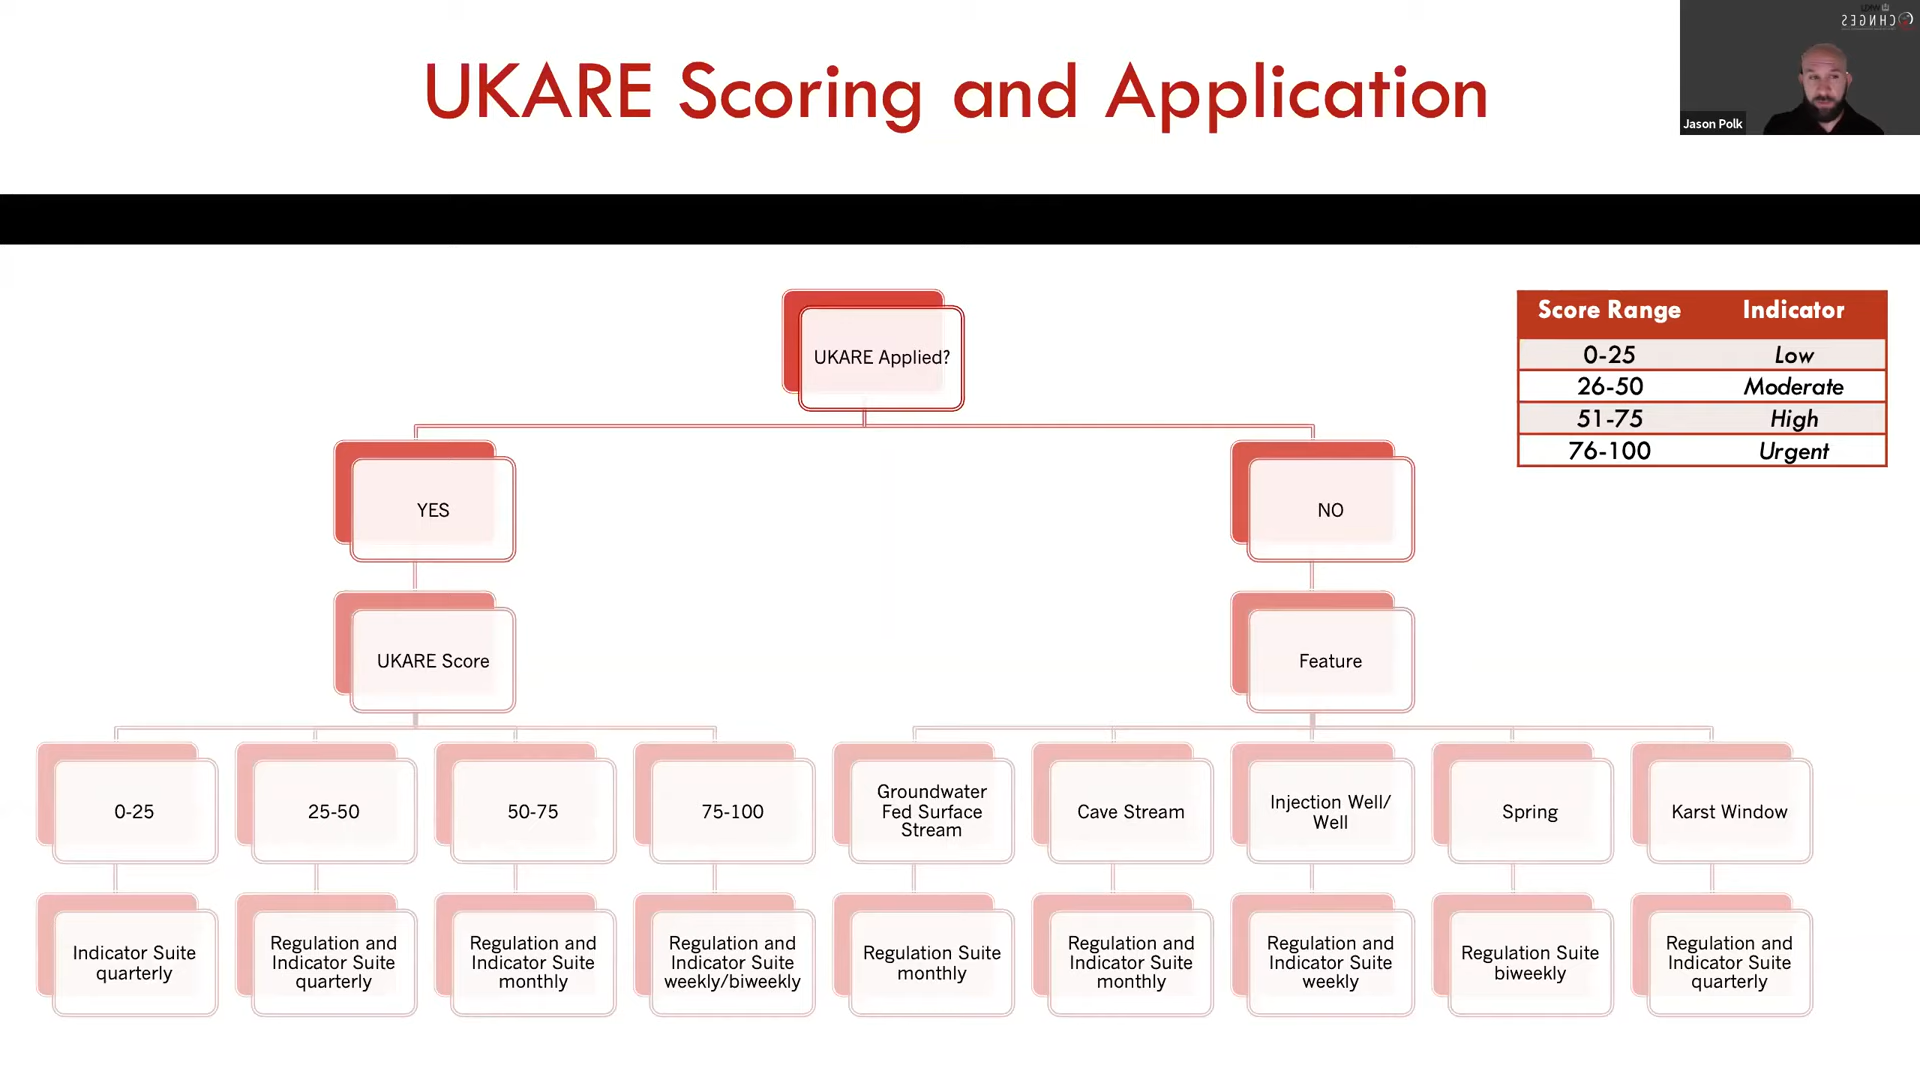 UKARE Scoring and Application
WKU
CHNGES
Jason Polk
UKARE Applied?
Score Range Indicator
0-25 Low
26-50 Moderate
51-75 High
76-100 Urgent
YES
NO
UKARE Score
Feature
0-25
25-50
50-75
75-100
Groundwater
Fed Surface
Stream
Cave Stream
Injection Well/
Well
Spring
Karst Window
Indicator Suite
quarterly
Regulation and
Indicator Suite
quarterly
Regulation and
Indicator Suite
monthly
Regulation and
Indicator Suite
weekly/biweekly
Regulation Suite
monthly
Regulation and
Indicator Suite
monthly
Regulation and
Indicator Suite
weekly
Regulation Suite
biweekly
Regulation and
Indicator Suite
quarterly